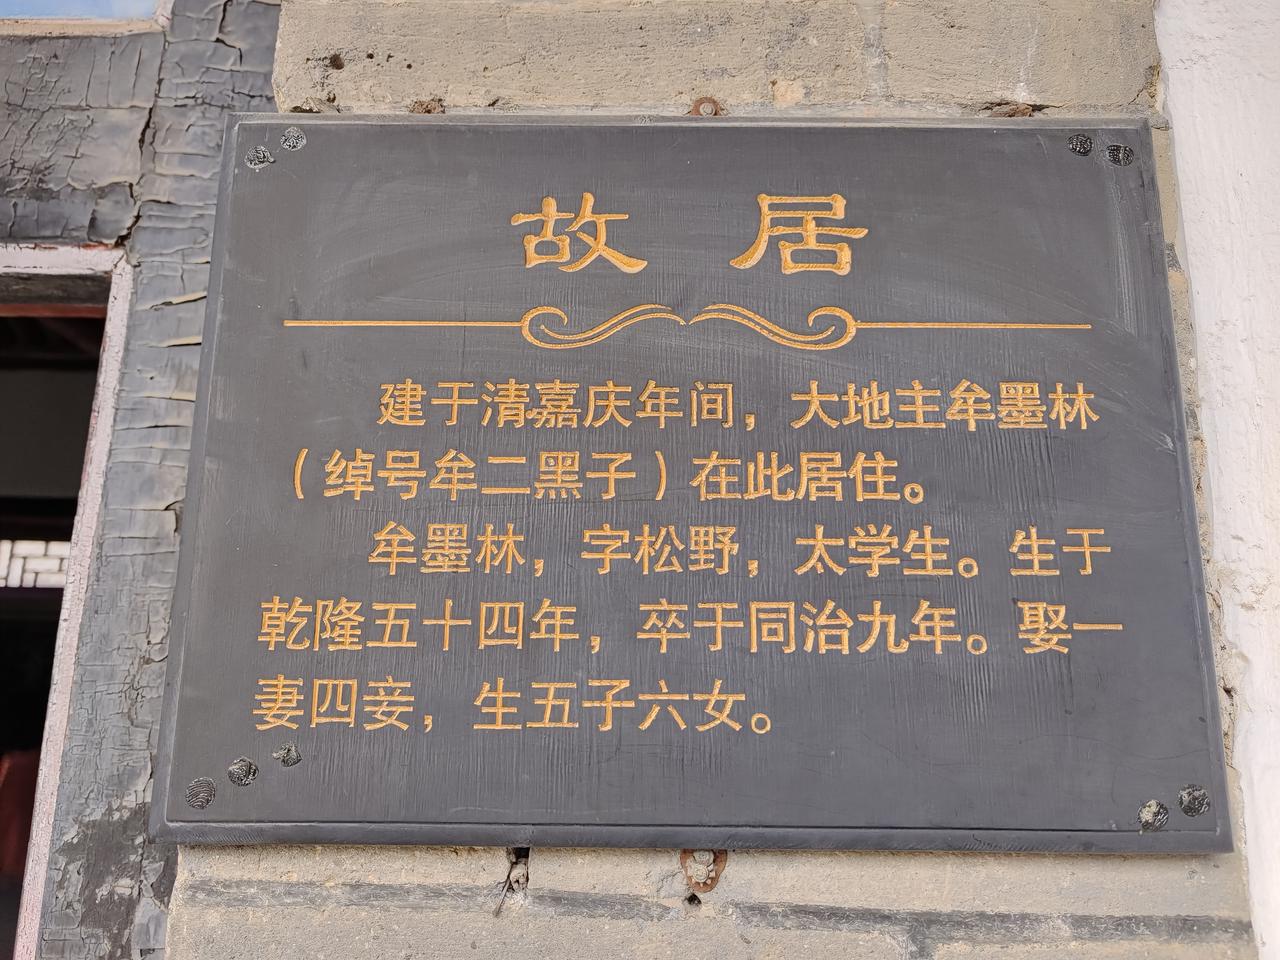 故居
建于清嘉庆年间，大地主牟墨林
（绰号牟二黑子）在此居住。
牟墨林，字松野，太学生。生于
乾隆五十四年，卒于同治九年。娶一
妻四妾，生五子六女。